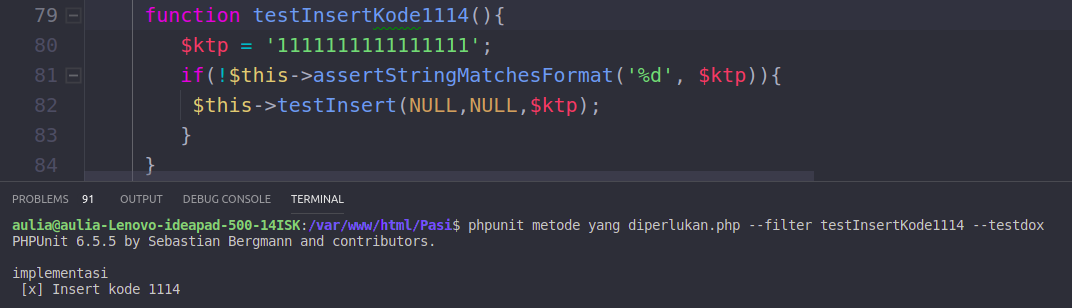 79 function testInsertKode1114(){
80 $ktp = '1111111111111111';
81 if(!$this->assertStringMatchesFormat('%d', $ktp)){
82 $this->testInsert(NULL,NULL,$ktp);
83 }
84 }
PROBLEMS 91 OUTPUT DEBUG CONSOLE TERMINAL
aulia@aulia-Lenovo-ideapad-500-14ISK:/var/www/html/Pasi$ phpunit metode yang diperlukan.php --filter testInsertKode1114 --testdox
PHPUnit 6.5.5 by Sebastian Bergmann and contributors.
implementasi
[x] Insert kode 1114